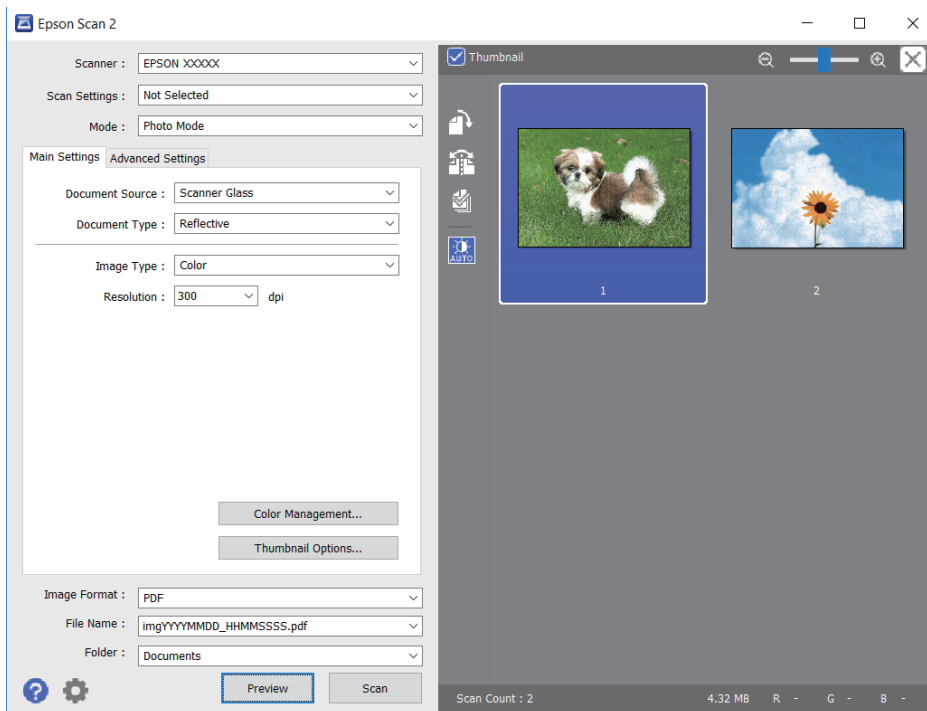 Epson Scan 2
Scanner : EPSON XXXXX
Scan Settings : Not Selected
Mode : Photo Mode
Main Settings Advanced Settings
Document Source : Scanner Glass
Document Type : Reflective
Image Type : Color
Resolution : 300 dpi
Color Management...
Thumbnail Options...
Image Format : PDF
File Name : imgYYYYMMDD_HHMMSSSS.pdf
Folder : Documents
Preview Scan
Thumbnail
AUTO
1 2
Scan Count : 2 4.32 MB R - G - B -